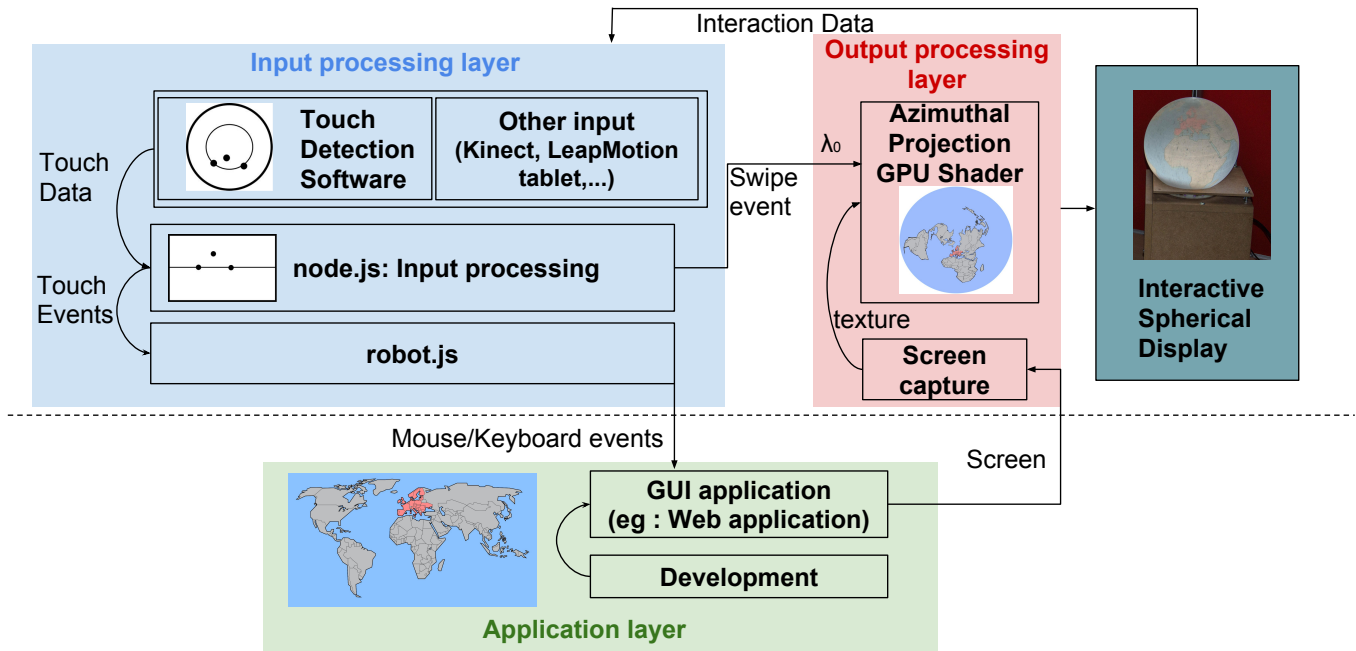 Interaction Data
Input processing layer
Touch
Detection
Software
Other input
(Kinect, LeapMotion
tablet,...)
Touch
Data
node.js: Input processing
Touch
Events
robot.js
Swipe
event
λ₀
Output processing
layer
Azimuthal
Projection
GPU Shader
texture
Screen
capture
Interactive
Spherical
Display
Mouse/Keyboard events
Screen
GUI application
(eg : Web application)
Development
Application layer